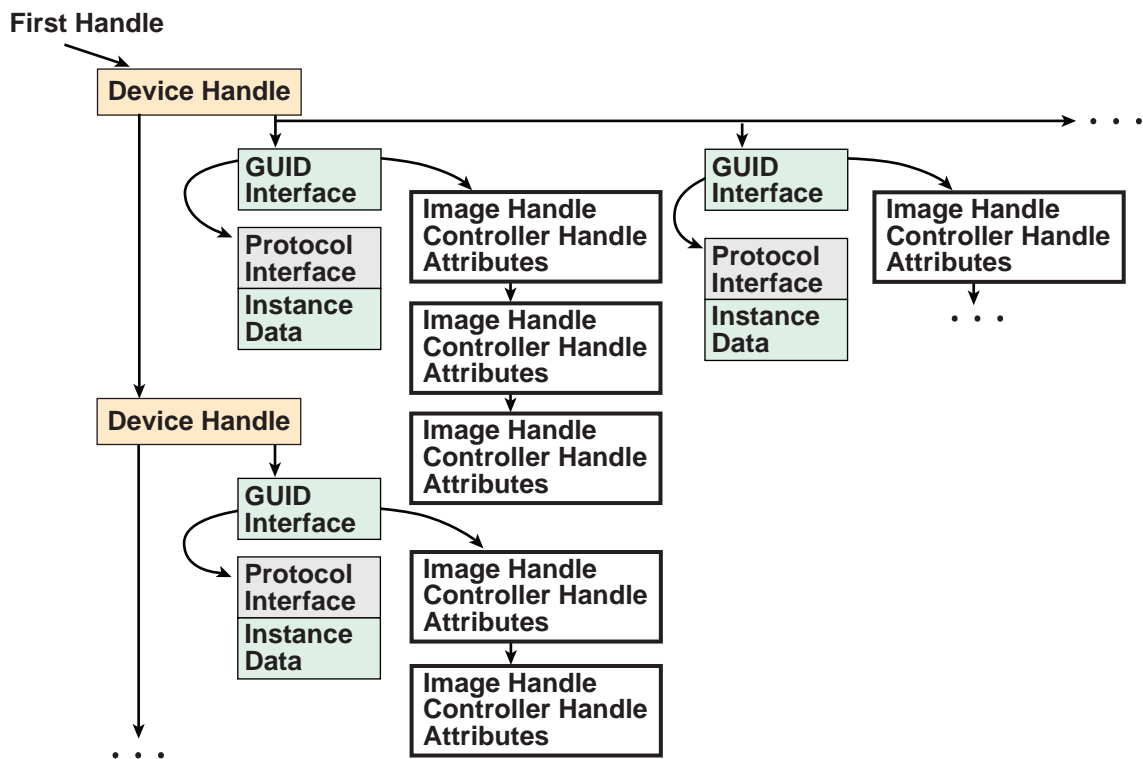 First Handle
Device Handle
. . .
GUID
Interface
Image Handle
Controller Handle
Attributes
Protocol
Interface
Instance
Data
Image Handle
Controller Handle
Attributes
Image Handle
Controller Handle
Attributes
GUID
Interface
Image Handle
Controller Handle
Attributes
. . .
Protocol
Interface
Instance
Data
Device Handle
GUID
Interface
Image Handle
Controller Handle
Attributes
Protocol
Interface
Instance
Data
Image Handle
Controller Handle
Attributes
. . .